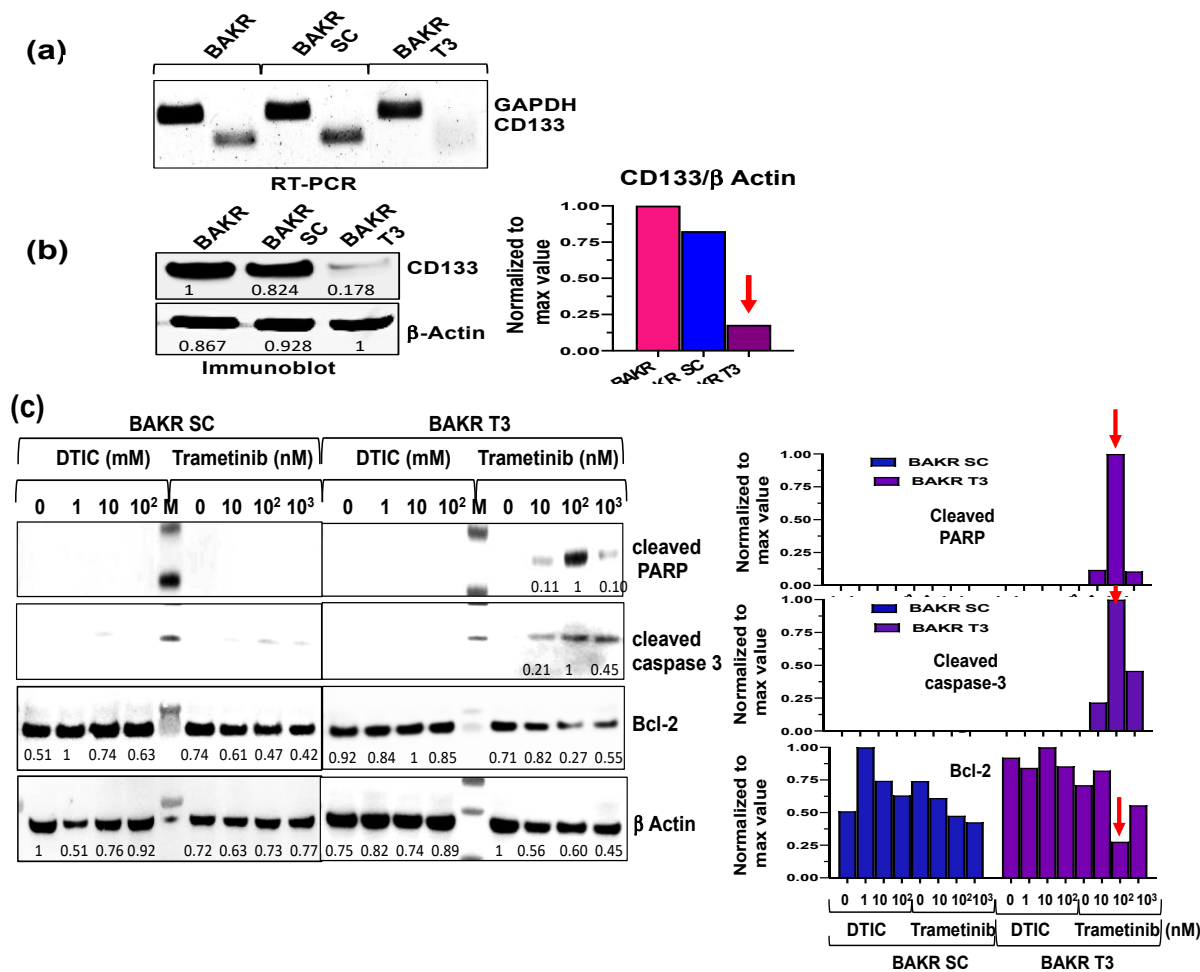 (a)
BAKR
BAKR SC
BAKR T3
GAPDH
CD133
RT-PCR
(b)
BAKR
BAKR SC
BAKR T3
CD133
1 0.824 0.178
β-Actin
0.867 0.928 1
Immunoblot
CD133/β Actin
Normalized to
max value
1.00
0.75
0.50
0.25
0.00
BAKR
KR SC
KR T3
(c)
BAKR SC
BAKR T3
DTIC (mM) Trametinib (nM) DTIC (mM) Trametinib (nM)
0 1 10 10² M 0 10 10² 10³ 0 1 10 10² M 0 10 10² 10³
cleaved
PARP
0.11 1 0.10
cleaved
caspase 3
0.21 1 0.45
Bcl-2
0.51 1 0.74 0.63 0.74 0.61 0.47 0.42 0.92 0.84 1 0.85 0.71 0.82 0.27 0.55
β Actin
1 0.51 0.76 0.92 0.72 0.63 0.73 0.77 0.75 0.82 0.74 0.89 1 0.56 0.60 0.45
Normalized to
max value
1.00
0.75
0.50
0.25
0.00
BAKR SC
BAKR T3
Cleaved
PARP
Normalized to
max value
1.00
0.75
0.50
0.25
0.00
BAKR SC
BAKR T3
Cleaved
caspase-3
Normalized to
max value
1.00
0.75
0.50
0.25
0.00
Bcl-2
0 1 10 10² 0 10 10² 10³ 0 1 10 10² 0 10 10² 10³
DTIC Trametinib DTIC Trametinib (nM)
BAKR SC BAKR T3